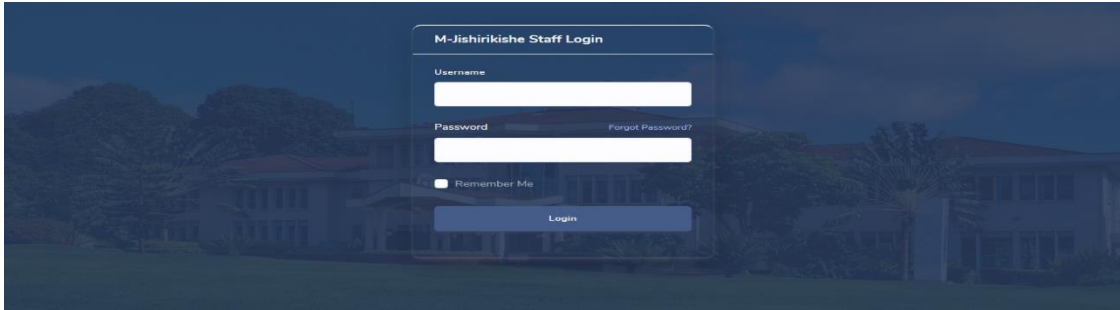 M-Jishirikishe Staff Login
Username
Password Forgot Password?
Remember Me
Login